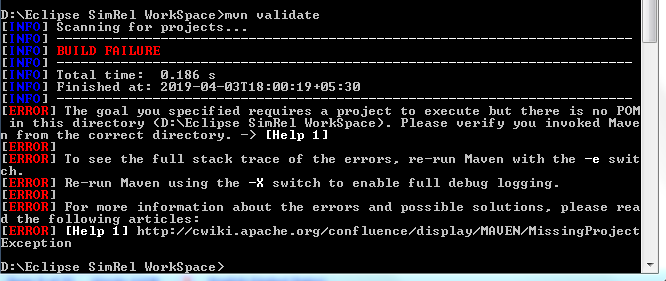 D:\Eclipse SimRel WorkSpace>mvn validate
[INFO] Scanning for projects...
[INFO] ------------------------------------------------------------------------
[INFO] BUILD FAILURE
[INFO] ------------------------------------------------------------------------
[INFO] Total time:  0.186 s
[INFO] Finished at: 2019-04-03T18:00:19+05:30
[INFO] ------------------------------------------------------------------------
[ERROR] The goal you specified requires a project to execute but there is no POM
 in this directory (D:\Eclipse SimRel WorkSpace). Please verify you invoked Mave
n from the correct directory. -> [Help 1]
[ERROR]
[ERROR] To see the full stack trace of the errors, re-run Maven with the -e swit
ch.
[ERROR] Re-run Maven using the -X switch to enable full debug logging.
[ERROR]
[ERROR] For more information about the errors and possible solutions, please rea
d the following articles:
[ERROR] [Help 1] http://cwiki.apache.org/confluence/display/MAVEN/MissingProject
Exception
D:\Eclipse SimRel WorkSpace>